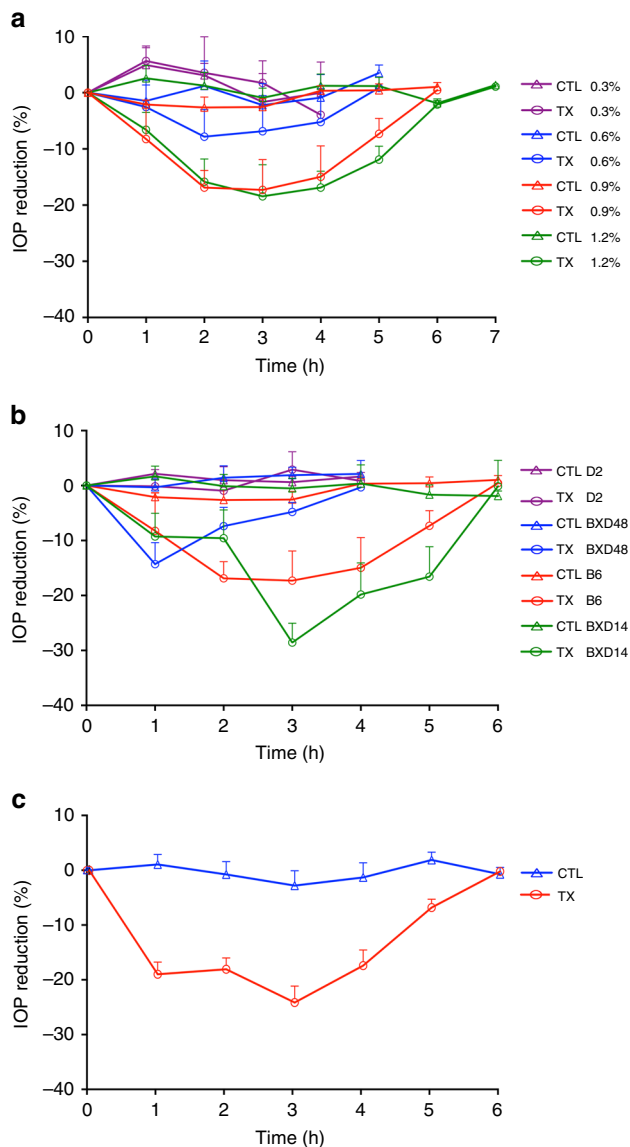 a
10
0
−10
−20
−30
−40
IOP reduction (%)
0 1 2 3 4 5 6 7
Time (h)
CTL 0.3%
TX 0.3%
CTL 0.6%
TX 0.6%
CTL 0.9%
TX 0.9%
CTL 1.2%
TX 1.2%
b
10
0
−10
−20
−30
−40
IOP reduction (%)
0 1 2 3 4 5 6
Time (h)
CTL D2
TX D2
CTL BXD48
TX BXD48
CTL B6
TX B6
CTL BXD14
TX BXD14
c
10
0
−10
−20
−30
−40
IOP reduction (%)
0 1 2 3 4 5 6
Time (h)
CTL
TX